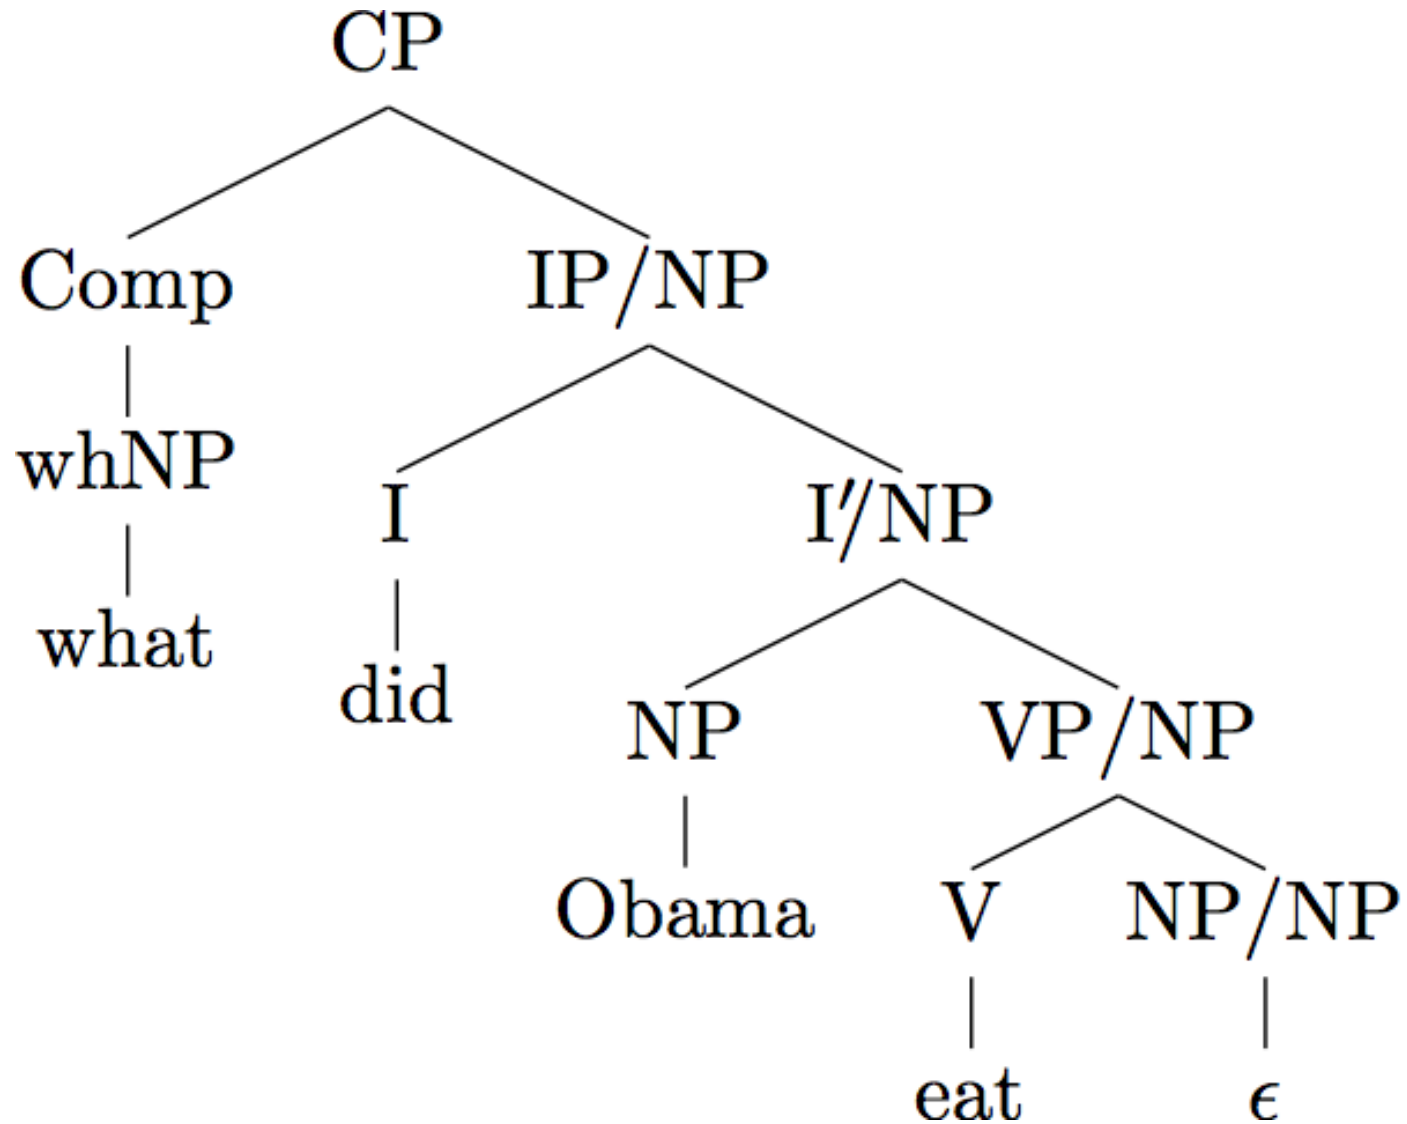 CP
Comp IP/NP
whNP I I′/NP
what did NP VP/NP
Obama V NP/NP
eat ϵ